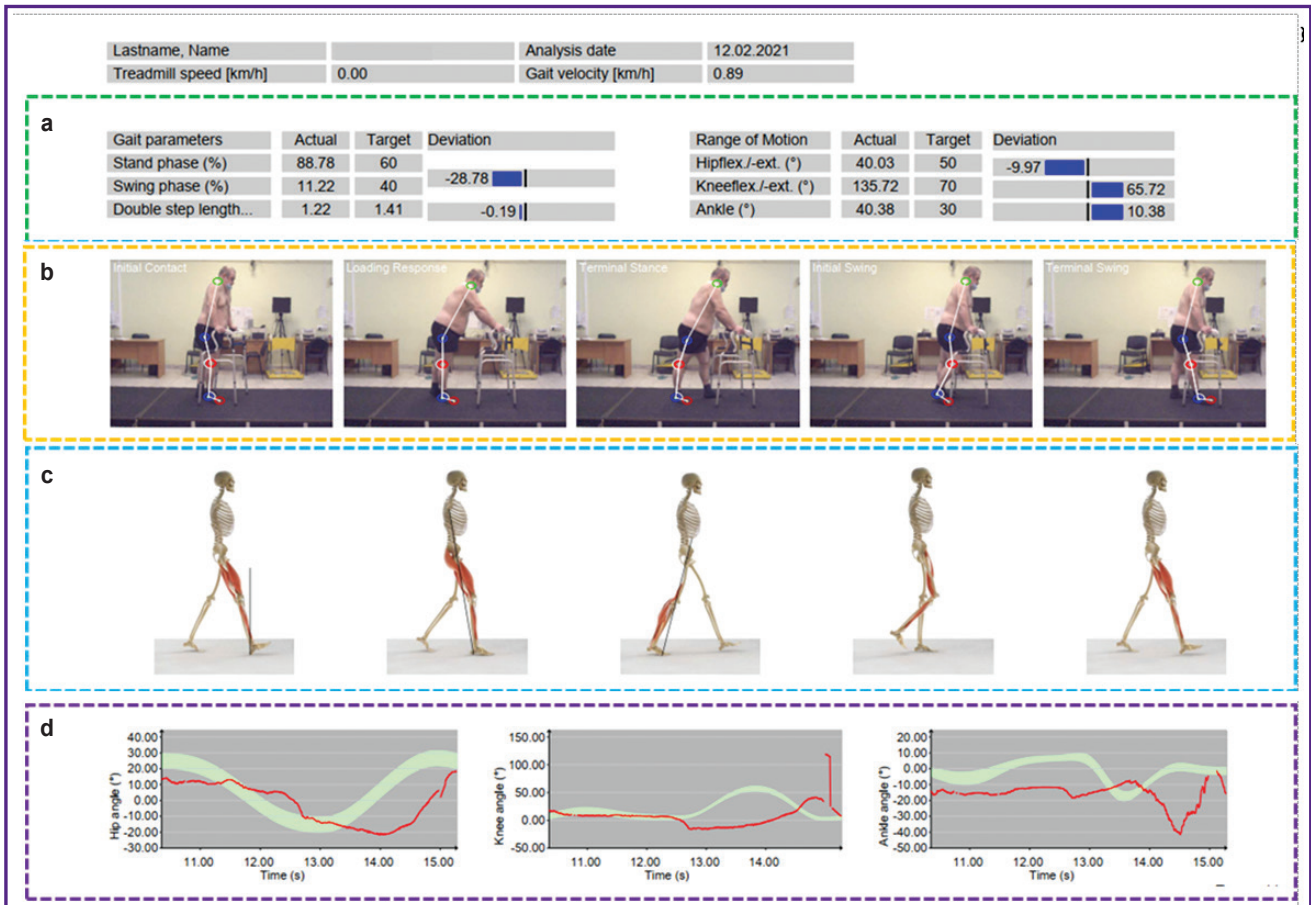 Lastname, Name Analysis date 12.02.2021
Treadmill speed [km/h] 0.00 Gait velocity [km/h] 0.89
a
Gait parameters Actual Target Deviation
Stand phase (%) 88.78 60
-28.78
Swing phase (%) 11.22 40
Double step length... 1.22 1.41 -0.19
Range of Motion Actual Target Deviation
Hipflex./-ext. (°) 40.03 50 -9.97
Kneeflex./-ext. (°) 135.72 70 65.72
Ankle (°) 40.38 30 10.38
b
Initial Contact
Loading Response
Terminal Stance
Initial Swing
Terminal Swing
c
d
Hip angle (°)
40.00
30.00
20.00
10.00
0.00
-10.00
-20.00
-30.00
11.00 12.00 13.00 14.00 15.00
Time (s)
Knee angle (°)
150.00
100.00
50.00
0.00
-50.00
11.00 12.00 13.00 14.00
Time (s)
Ankle angle (°)
20.00
10.00
0.00
-10.00
-20.00
-30.00
-40.00
-50.00
11.00 12.00 13.00 14.00 15.00
Time (s)